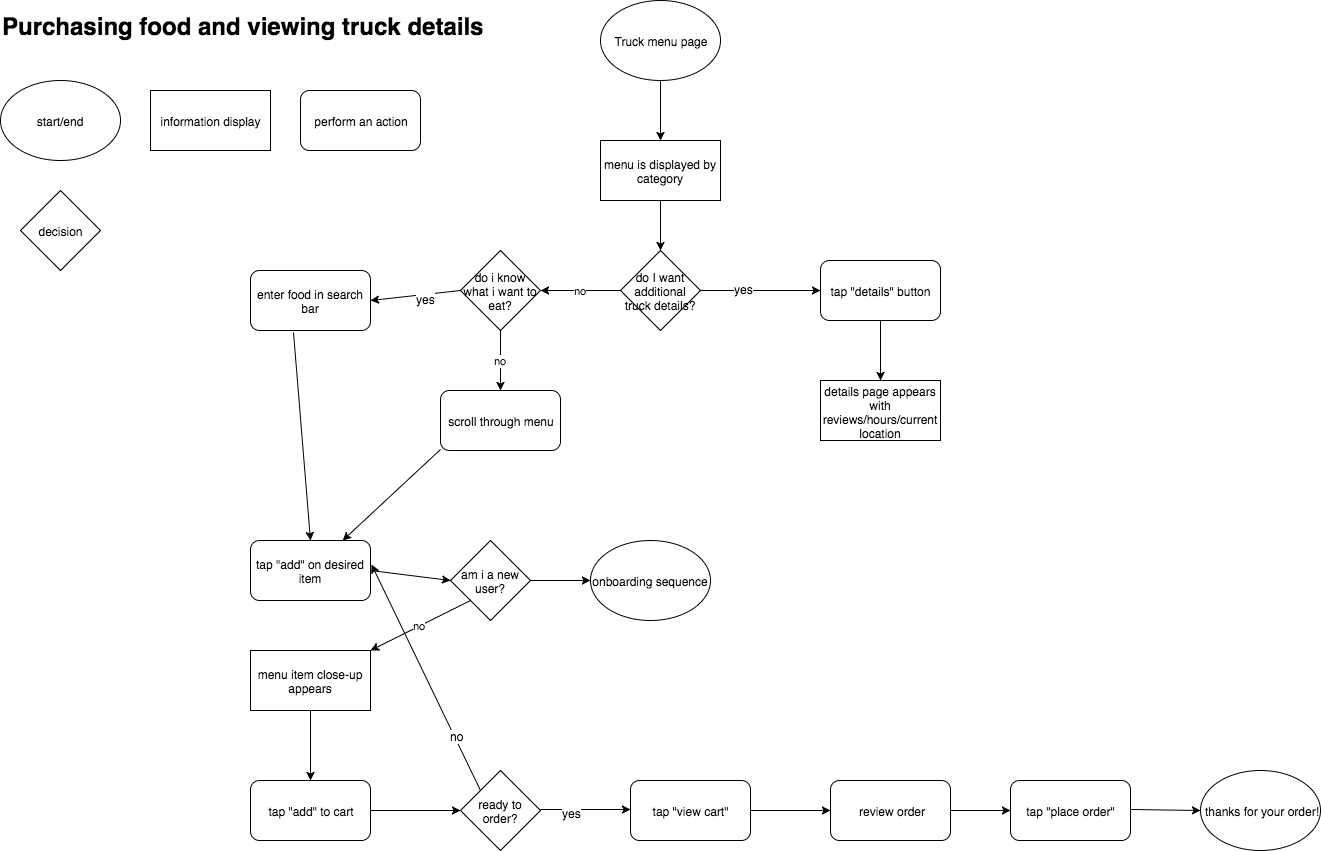 Purchasing food and viewing truck details
Truck menu page
start/end
information display
perform an action
menu is displayed by
category
decision
do i know
what i want to
eat?
do I want
additional
truck details?
enter food in search
bar
yes
no
yes
tap "details" button
no
scroll through menu
details page appears
with
reviews/hours/current
location
tap "add" on desired
item
am i a new
user?
onboarding sequence
no
menu item close-up
appears
no
tap "add" to cart
ready to
order?
yes
tap "view cart"
review order
tap "place order"
thanks for your order!